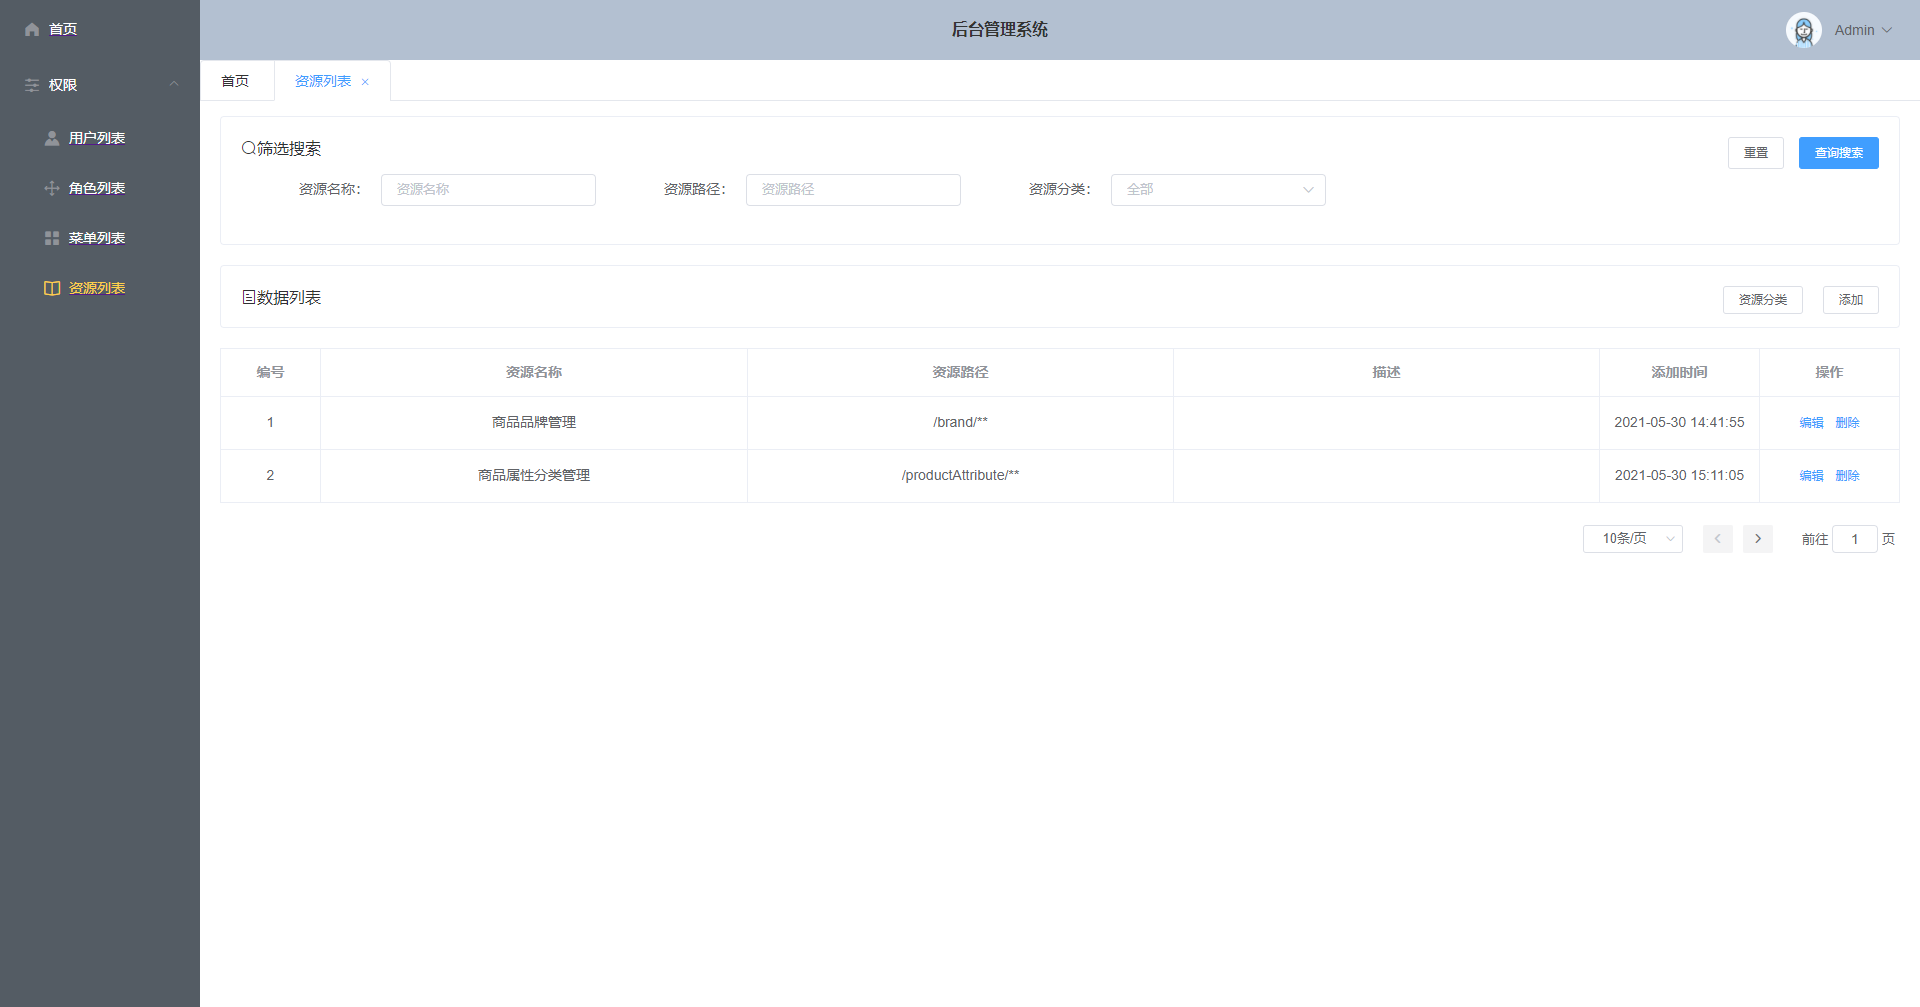 首页
权限
用户列表
角色列表
菜单列表
资源列表
后台管理系统
Admin
首页
资源列表
筛选搜索
重置
查询搜索
资源名称：
资源名称
资源路径：
资源路径
资源分类：
全部
数据列表
资源分类
添加
编号 资源名称 资源路径 描述 添加时间 操作
1 商品品牌管理 /brand/** 2021-05-30 14:41:55 编辑 删除
2 商品属性分类管理 /productAttribute/** 2021-05-30 15:11:05 编辑 删除
10条/页
前往 1 页